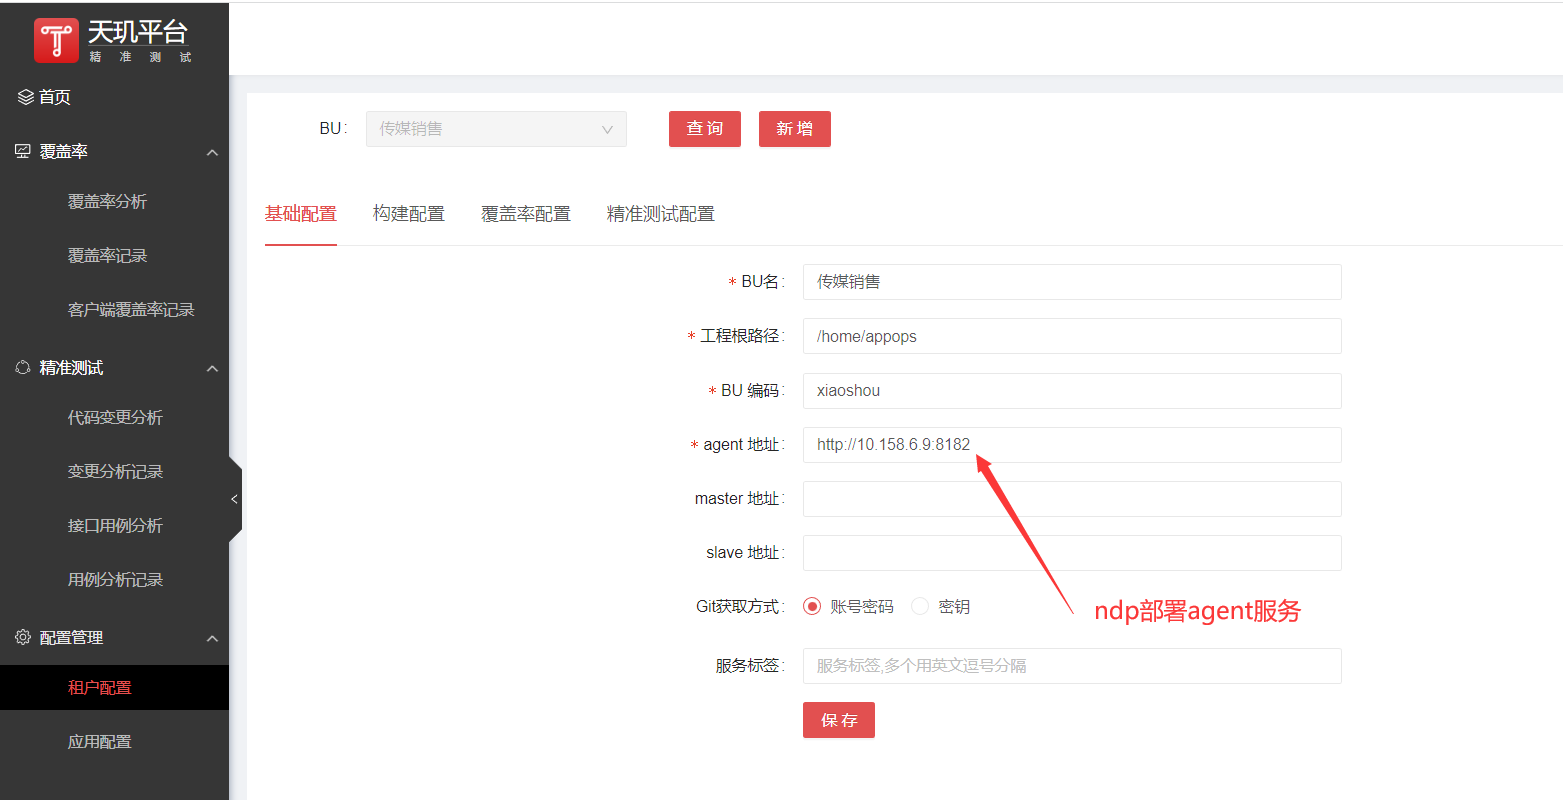 天玑平台
精 准 测 试
首页
覆盖率
覆盖率分析
覆盖率记录
客户端覆盖率记录
精准测试
代码变更分析
变更分析记录
接口用例分析
用例分析记录
配置管理
租户配置
应用配置
BU: 传媒销售 查 询 新 增
基础配置 构建配置 覆盖率配置 精准测试配置
* BU名: 传媒销售
* 工程根路径: /home/appops
* BU 编码: xiaoshou
* agent 地址: http://10.158.6.9:8182
master 地址:
slave 地址:
Git获取方式: 账号密码 密钥
ndp部署agent服务
服务标签: 服务标签,多个用英文逗号分隔
保 存